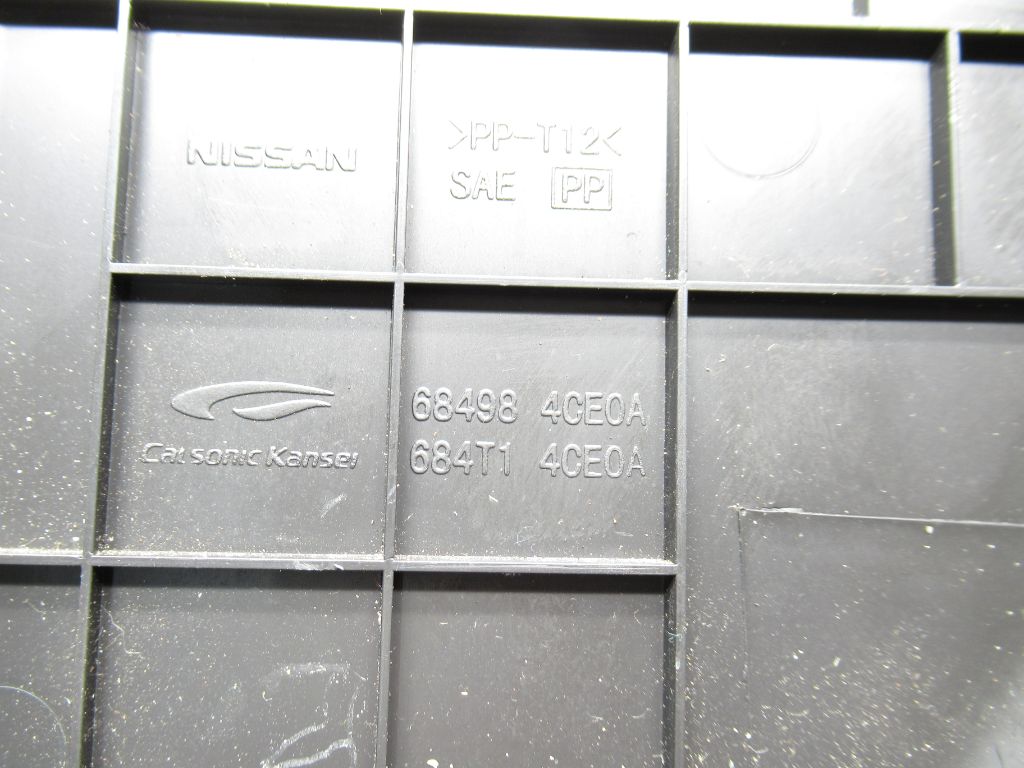 NISSAN
>PP-T12<
SAE PP
Calsonic Kansei
68498 4CE0A
684T1 4CE0A